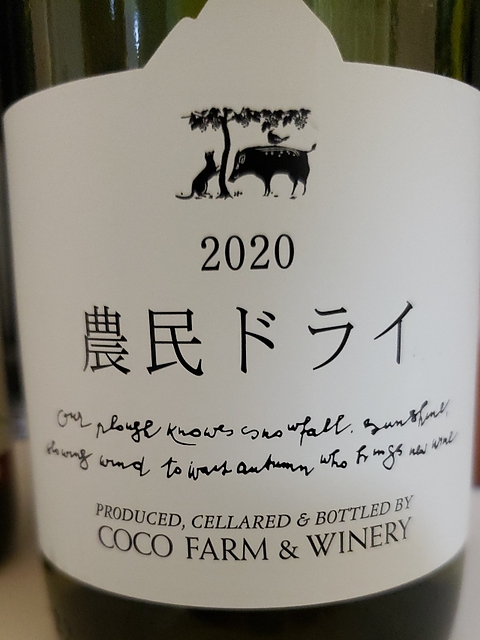 2020
農民ドライ
our plough knows snowfall. sunshine,
blowing wind to wait autumn who brings new wine
PRODUCED, CELLARED & BOTTLED BY
COCO FARM & WINERY